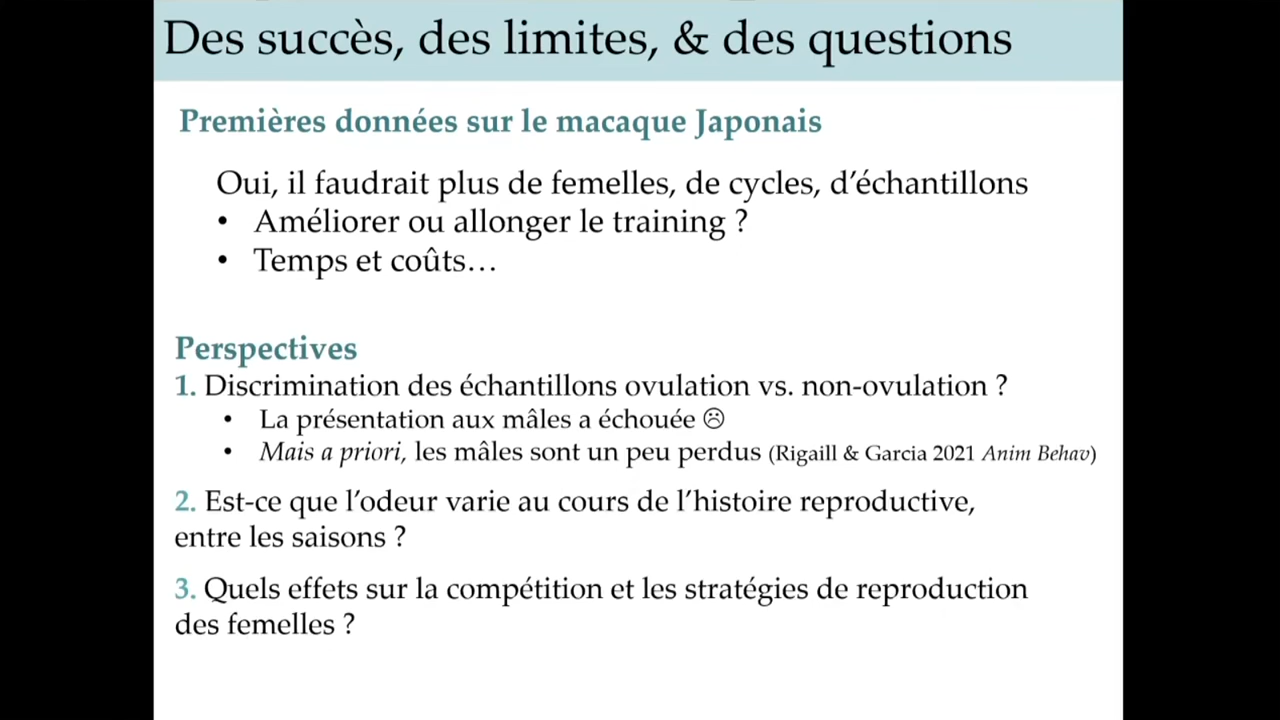 Des succès, des limites, & des questions
Premières données sur le macaque Japonais
Oui, il faudrait plus de femelles, de cycles, d’échantillons
• Améliorer ou allonger le training ?
• Temps et coûts…
Perspectives
1. Discrimination des échantillons ovulation vs. non-ovulation ?
• La présentation aux mâles a échouée ☹
• Mais a priori, les mâles sont un peu perdus (Rigaill & Garcia 2021 Anim Behav)
2. Est-ce que l’odeur varie au cours de l’histoire reproductive,
entre les saisons ?
3. Quels effets sur la compétition et les stratégies de reproduction
des femelles ?